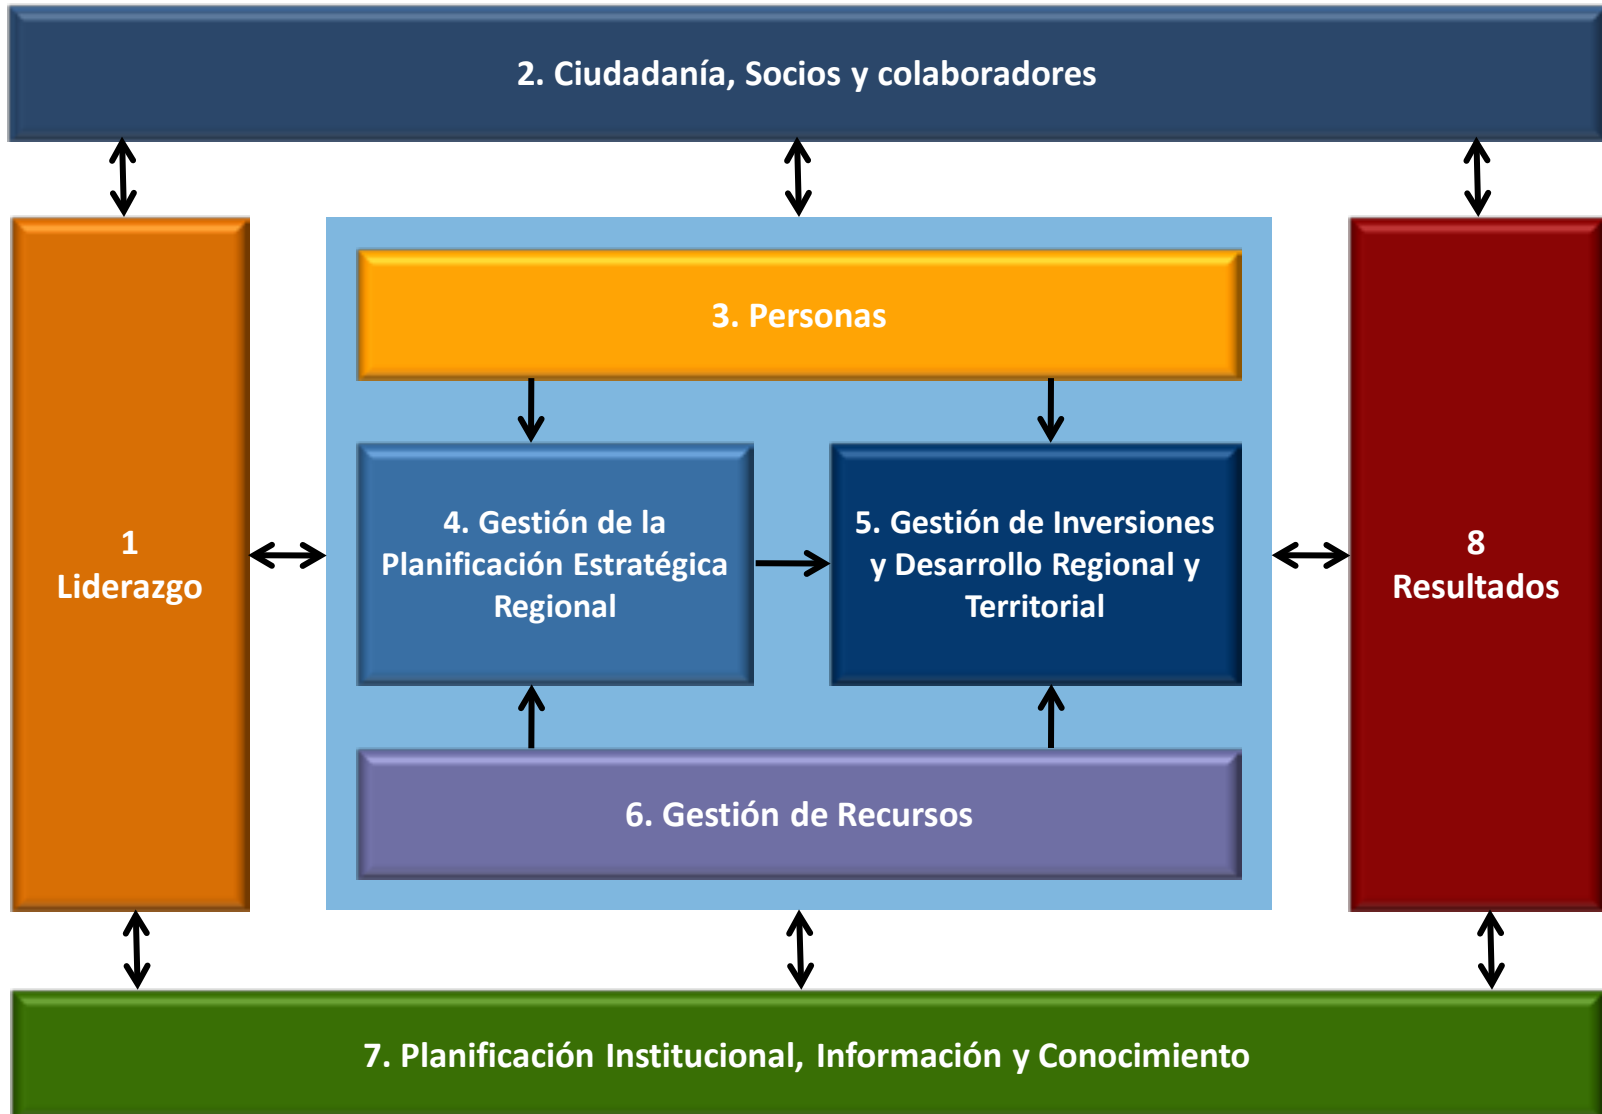 2. Ciudadanía, Socios y colaboradores
1
Liderazgo
3. Personas
4. Gestión de la
Planificación Estratégica
Regional
5. Gestión de Inversiones
y Desarrollo Regional y
Territorial
6. Gestión de Recursos
8
Resultados
7. Planificación Institucional, Información y Conocimiento